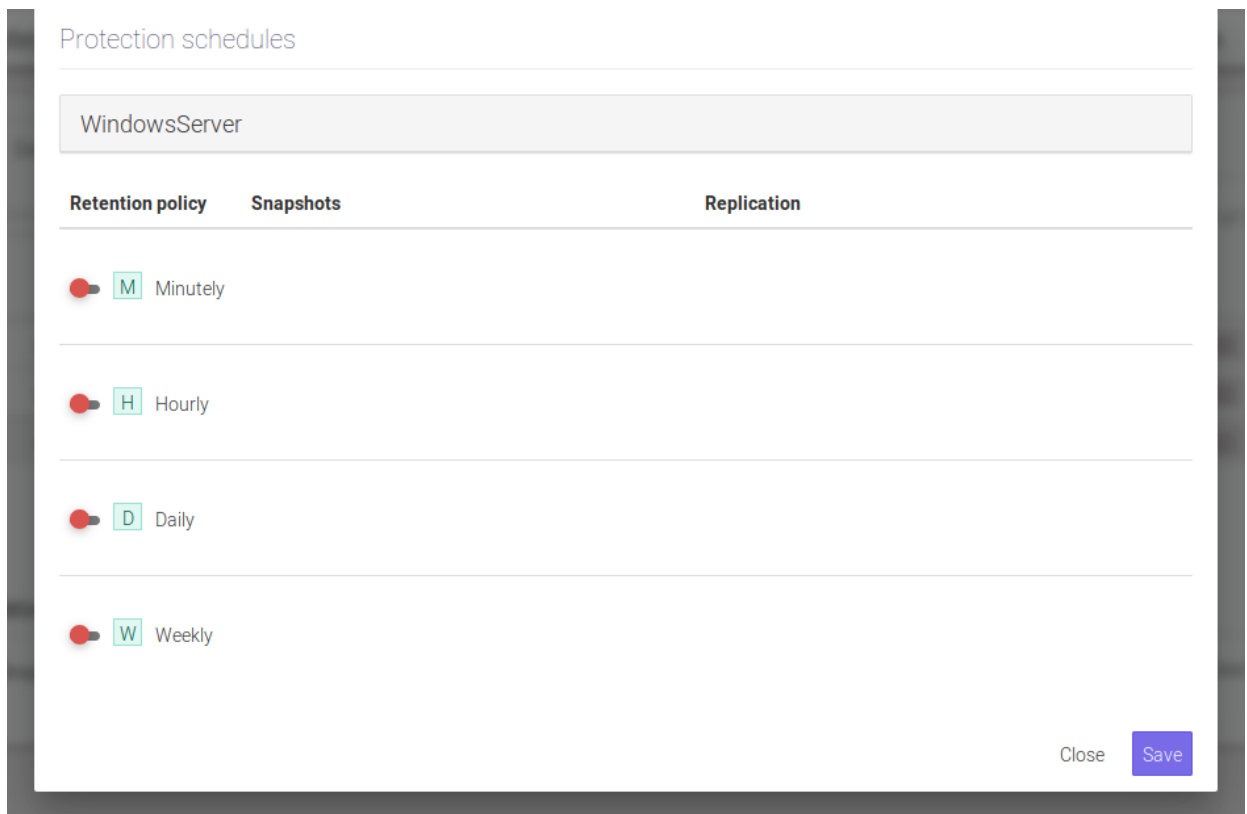 Protection schedules
WindowsServer
Retention policy Snapshots Replication
M Minutely
H Hourly
D Daily
W Weekly
Close Save